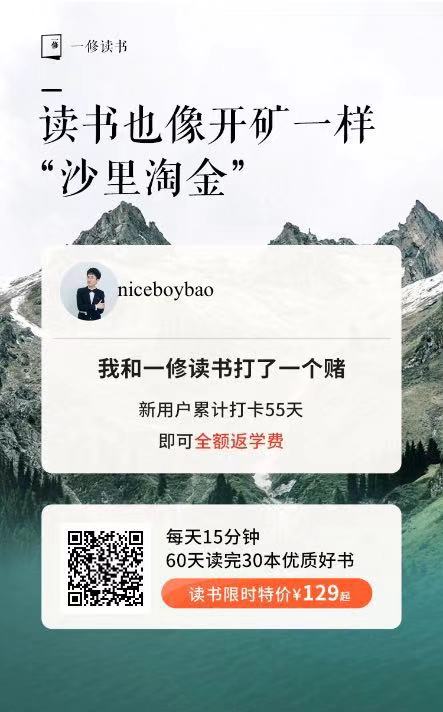 一修
一修读书
读书也像开矿一样
“沙里淘金”
niceboybao
我和一修读书打了一个赌
新用户累计打卡55天
即可全额返学费
每天15分钟
60天读完30本优质好书
读书限时特价¥129起